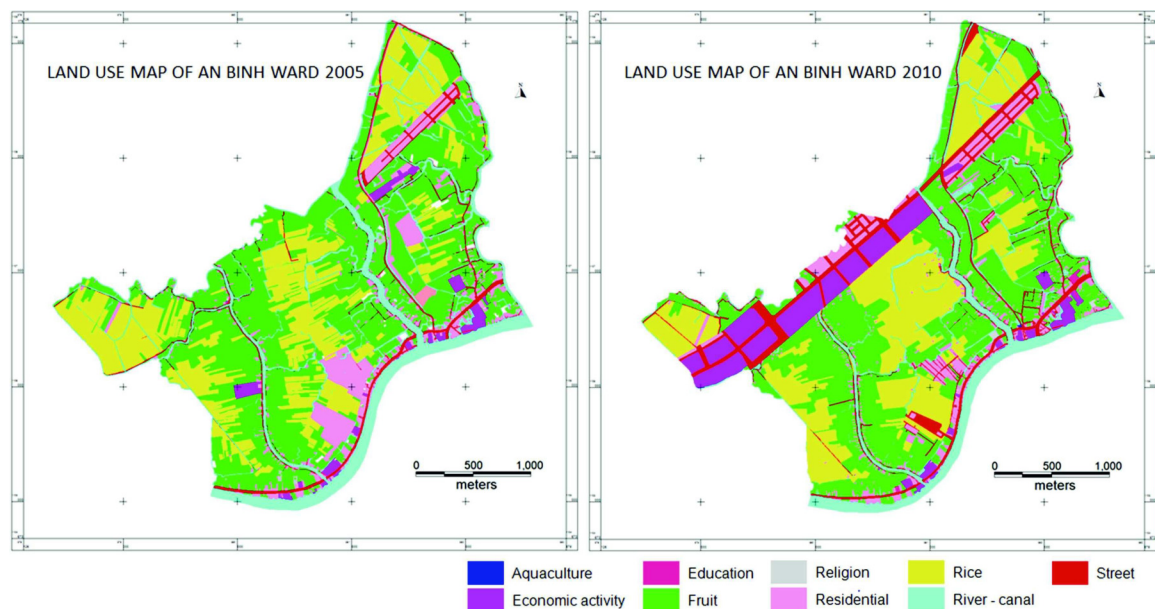 LAND USE MAP OF AN BINH WARD 2005
N
0 500 1,000
meters
LAND USE MAP OF AN BINH WARD 2010
N
0 500 1,000
meters
Aquaculture Education Religion Rice Street
Economic activity Fruit Residential River - canal